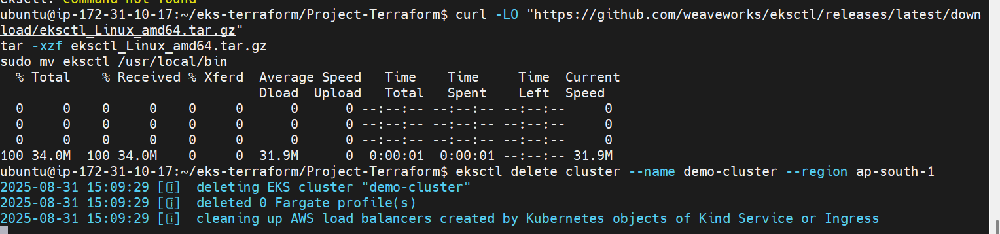 eksctl: command not found
ubuntu@ip-172-31-10-17:~/eks-terraform/Project-Terraform$ curl -LO "https://github.com/weaveworks/eksctl/releases/latest/down
load/eksctl_Linux_amd64.tar.gz"
tar -xzf eksctl_Linux_amd64.tar.gz
sudo mv eksctl /usr/local/bin
  % Total    % Received % Xferd  Average Speed   Time    Time     Time  Current
                                 Dload  Upload   Total   Spent    Left  Speed
  0     0    0     0    0     0      0      0 --:--:-- --:--:-- --:--:--     0
  0     0    0     0    0     0      0      0 --:--:-- --:--:-- --:--:--     0
  0     0    0     0    0     0      0      0 --:--:-- --:--:-- --:--:--     0
100 34.0M  100 34.0M    0     0  31.9M      0  0:00:01  0:00:01 --:--:-- 31.9M
ubuntu@ip-172-31-10-17:~/eks-terraform/Project-Terraform$ eksctl delete cluster --name demo-cluster --region ap-south-1
2025-08-31 15:09:29 [ℹ]  deleting EKS cluster "demo-cluster"
2025-08-31 15:09:29 [ℹ]  deleted 0 Fargate profile(s)
2025-08-31 15:09:29 [ℹ]  cleaning up AWS load balancers created by Kubernetes objects of Kind Service or Ingress